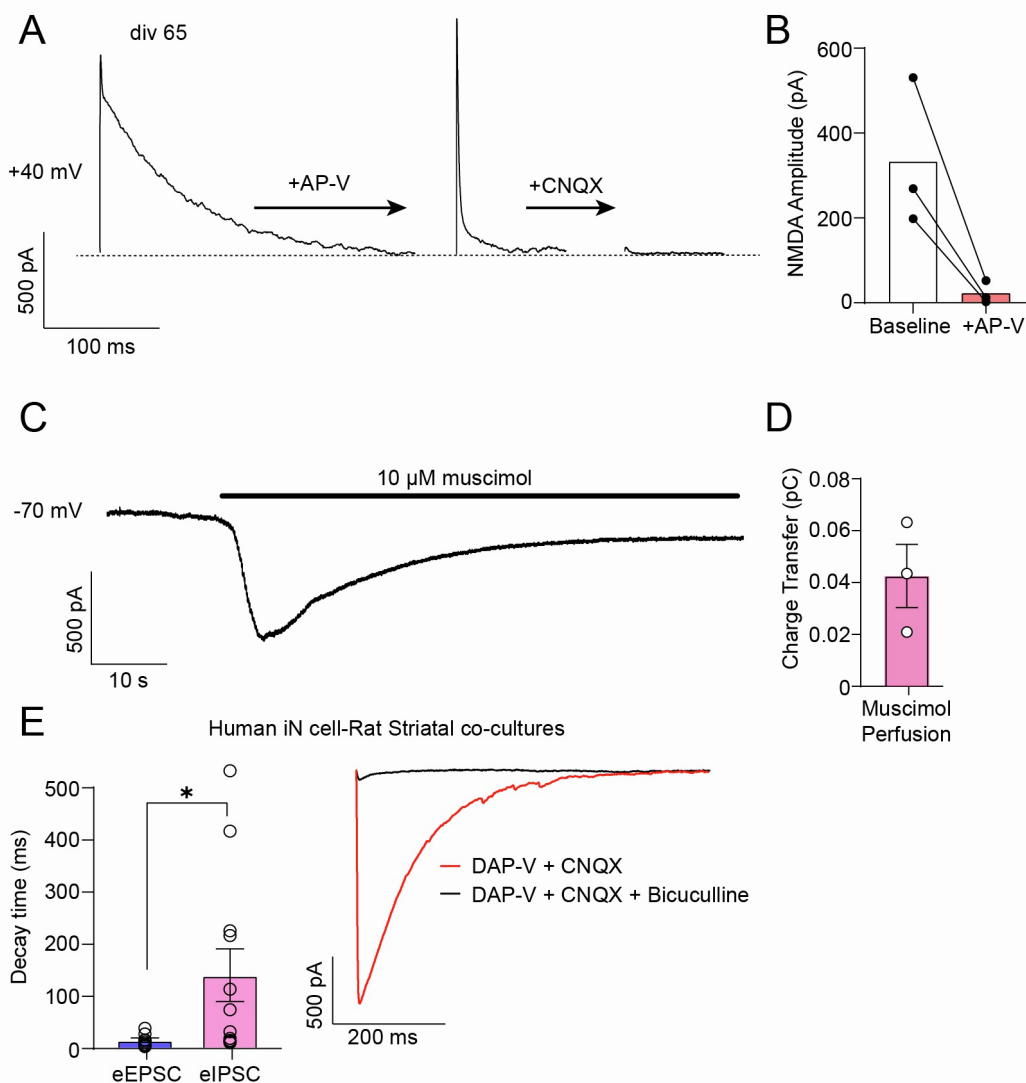 A
div 65
+40 mV
+AP-V
+CNQX
500 pA
100 ms
B
NMDA Amplitude (pA)
600
400
200
0
Baseline
+AP-V
C
10 µM muscimol
-70 mV
500 pA
10 s
D
Charge Transfer (pC)
0.08
0.06
0.04
0.02
0
Muscimol
Perfusion
E
Human iN cell-Rat Striatal co-cultures
Decay time (ms)
500
400
300
200
100
0
*
eEPSC
eIPSC
DAP-V + CNQX
DAP-V + CNQX + Bicuculline
500 pA
200 ms